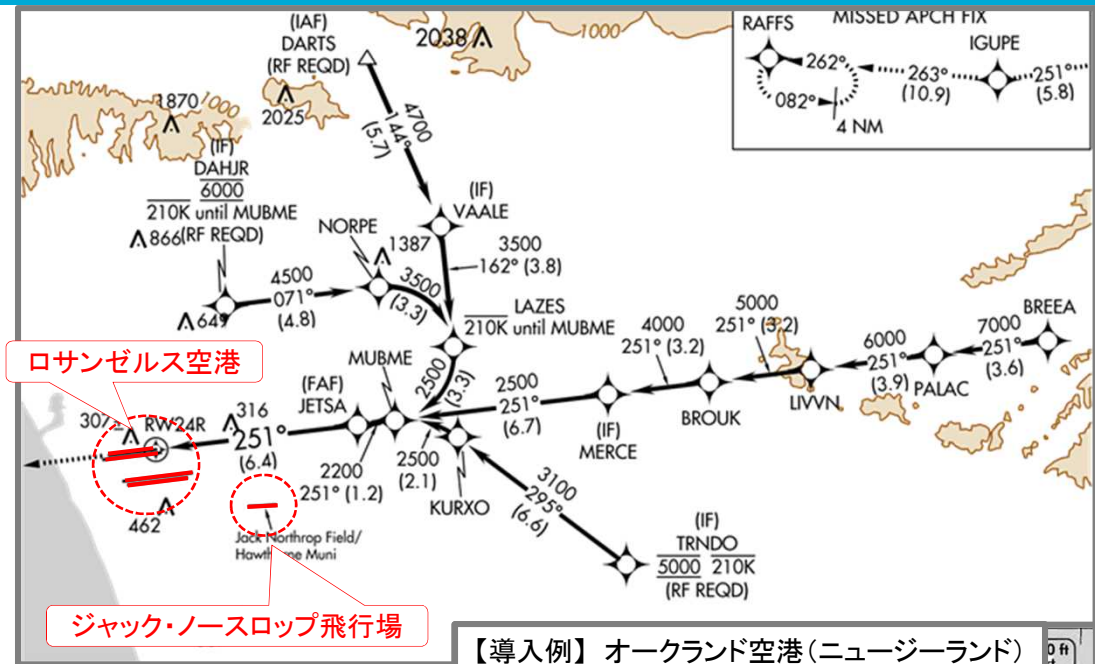 (IAF)
DARTS
(RF REQD)
2038
1000
MISSED APCH FIX
RAFFS
IGUPE
262°
263°
(10.9)
251°
(5.8)
082°
4 NM
1870
1000
2025
4700
144°
(5.7)
(IF)
DAHJR
6000
210K until MUBME
(RF REQD)
866
(IF)
VAALE
NORPE
1387
3500
162° (3.8)
4500
071°
(4.8)
3500
(3.3)
649
LAZES
210K until MUBME
5000
251° (3.2)
BREEA
7000
251°
(3.6)
6000
251°
(3.9)
PALAC
4000
251° (3.2)
LIVVN
BROUK
ロサンゼルス空港
MUBME
2500
(3.3)
2500
251°
(6.7)
(IF)
MERCE
(FAF)
JETSA
307
RW24R
316
251°
(6.4)
2200
251° (1.2)
2500
(2.1)
KURXO
3100
295°
(6.6)
462
Jack Northrop Field/
Hawthorne Muni
(IF)
TRNDO
5000 210K
(RF REQD)
ジャック・ノースロップ飛行場
【導入例】 オークランド空港(ニュージーランド)
0 ft